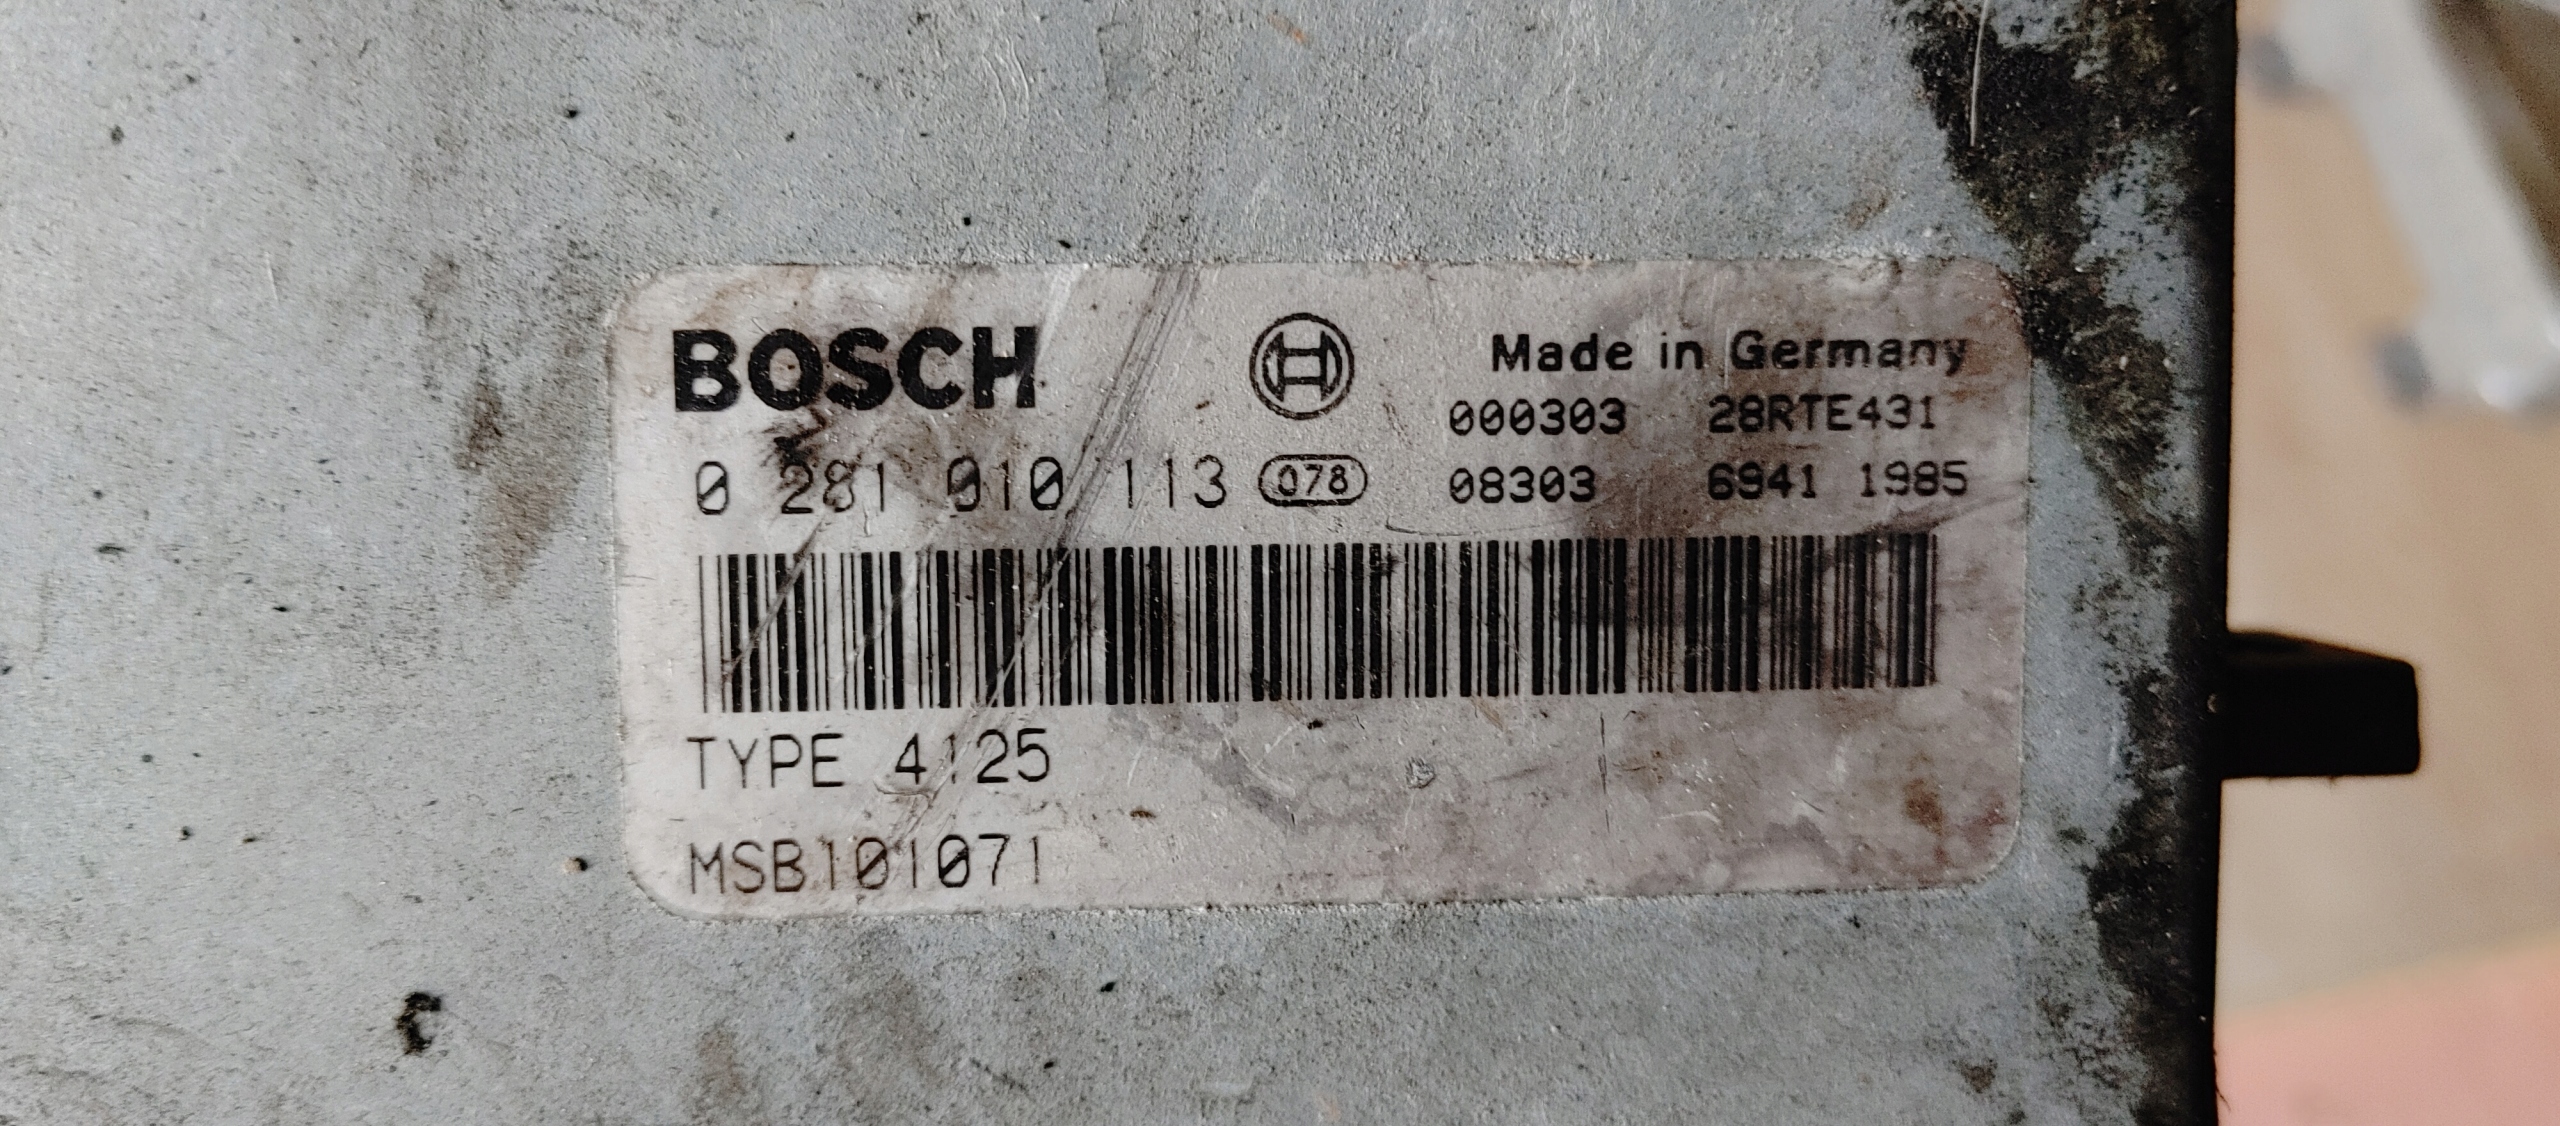 BOSCH
Made in Germany
000303 28RTE431
0 281 010 113 078 08303 6941 1985
TYPE 4125
MSB101071